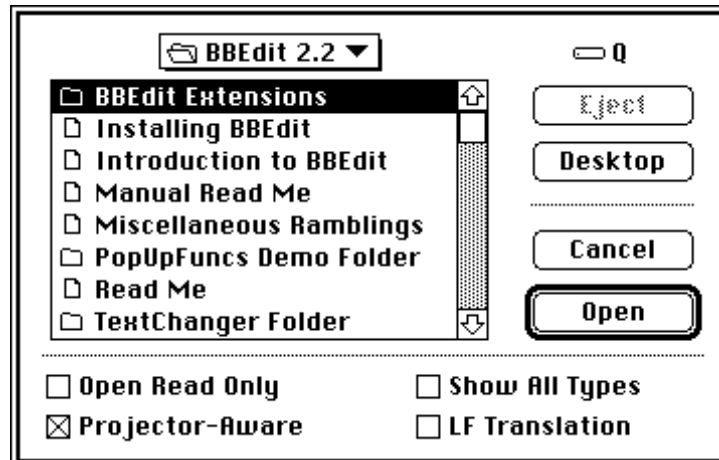 BBEdit 2.2
Q
BBEdit Extensions
Installing BBEdit
Introduction to BBEdit
Manual Read Me
Miscellaneous Ramblings
PopUpFuncs Demo Folder
Read Me
TextChanger Folder
Eject
Desktop
Cancel
Open
Open Read Only
Show All Types
Projector-Aware
LF Translation